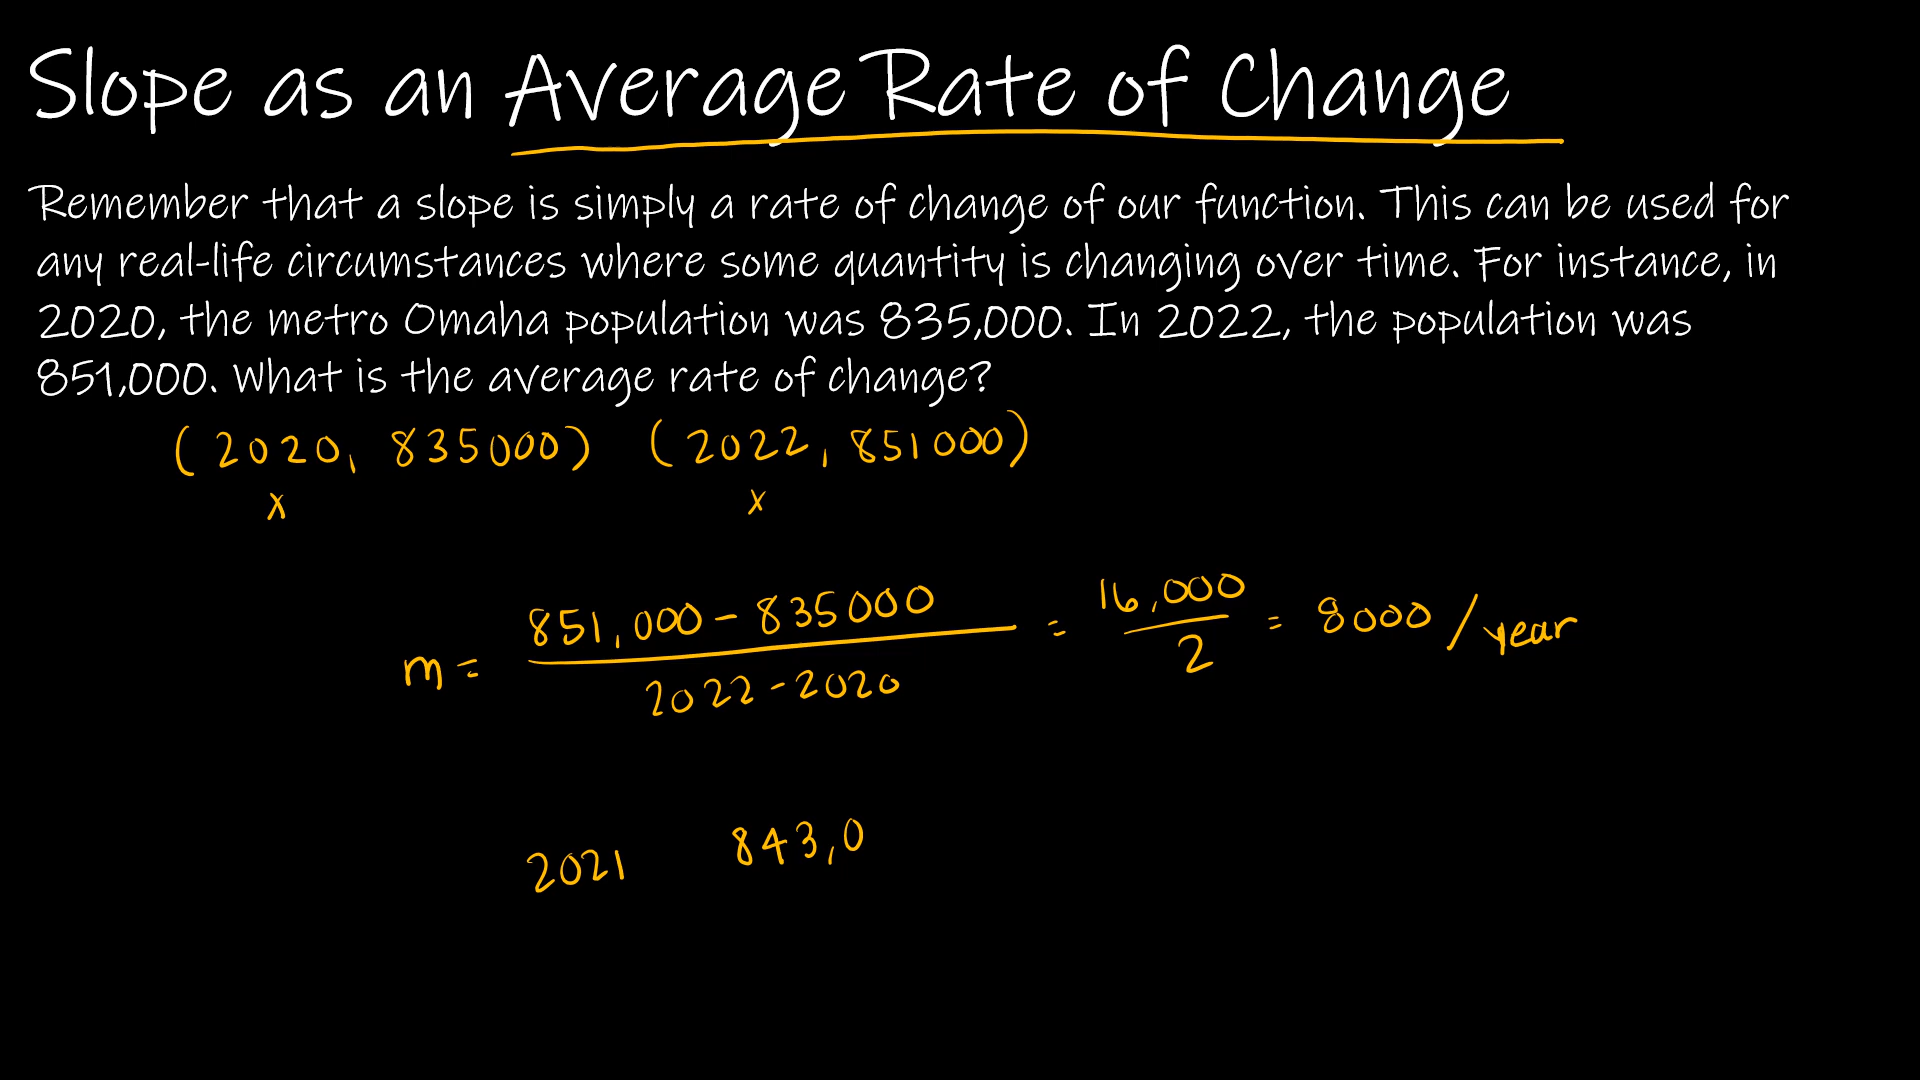 Slope as an Average Rate of Change
Remember that a slope is simply a rate of change of our function. This can be used for
any real-life circumstances where some quantity is changing over time. For instance, in
2020, the metro Omaha population was 835,000. In 2022, the population was
851,000. What is the average rate of change?
(2020, 835000) (2022, 851000)
x x
m = 851,000 - 835000 / 2022 - 2020 = 16,000 / 2 = 8000 / year
2021 843,0